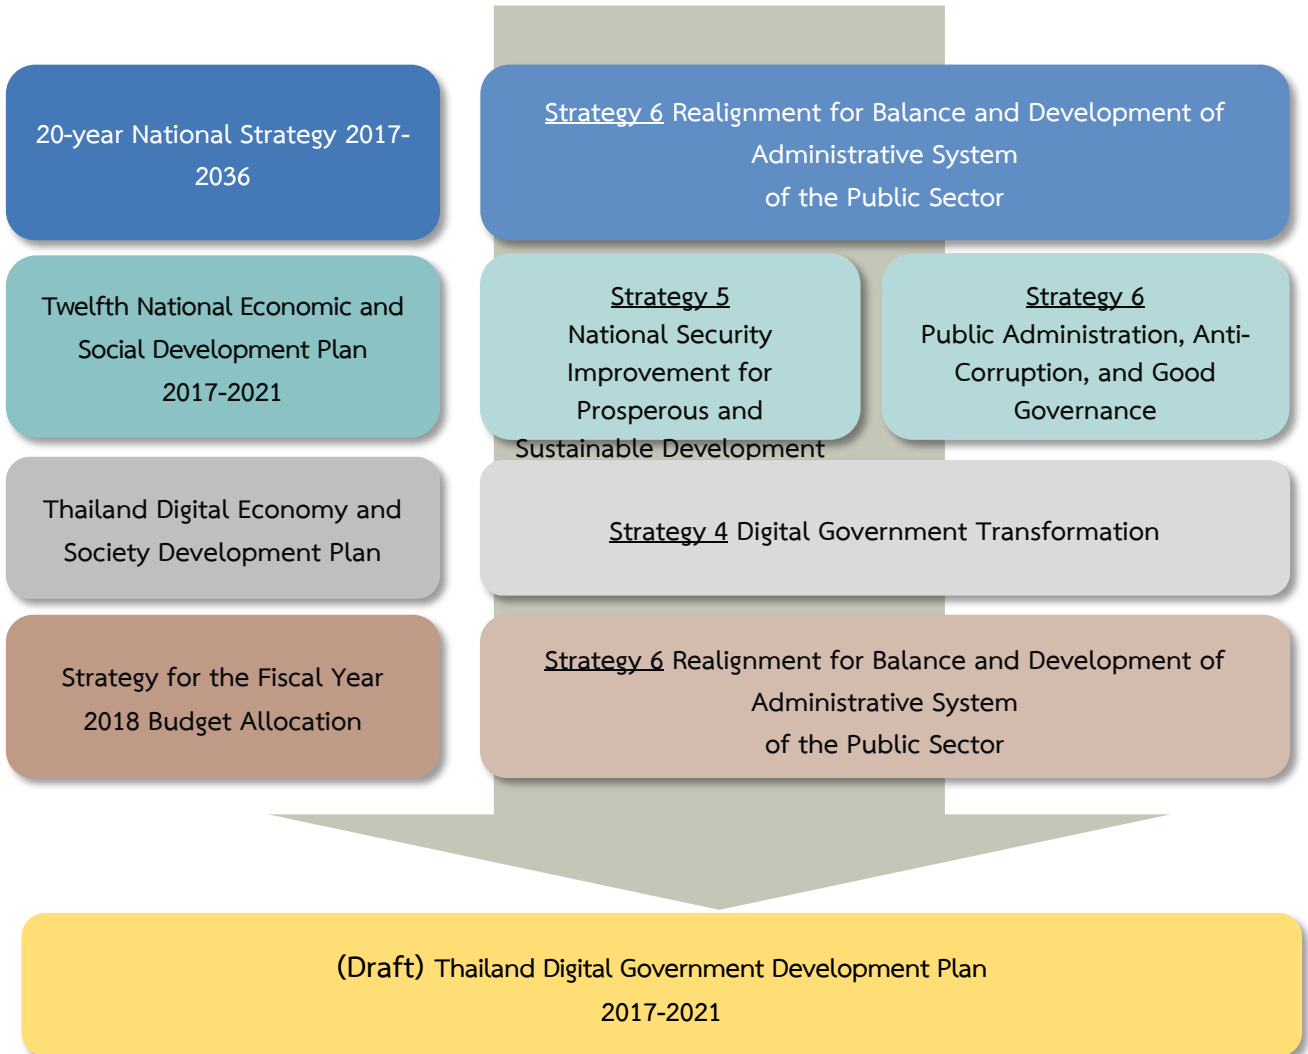 20-year National Strategy 2017-
2036
Strategy 6 Realignment for Balance and Development of
Administrative System
of the Public Sector
Twelfth National Economic and
Social Development Plan
2017-2021
Strategy 5
National Security
Improvement for
Prosperous and
Sustainable Development
Strategy 6
Public Administration, Anti-
Corruption, and Good
Governance
Thailand Digital Economy and
Society Development Plan
Strategy 4 Digital Government Transformation
Strategy for the Fiscal Year
2018 Budget Allocation
Strategy 6 Realignment for Balance and Development of
Administrative System
of the Public Sector
(Draft) Thailand Digital Government Development Plan
2017-2021